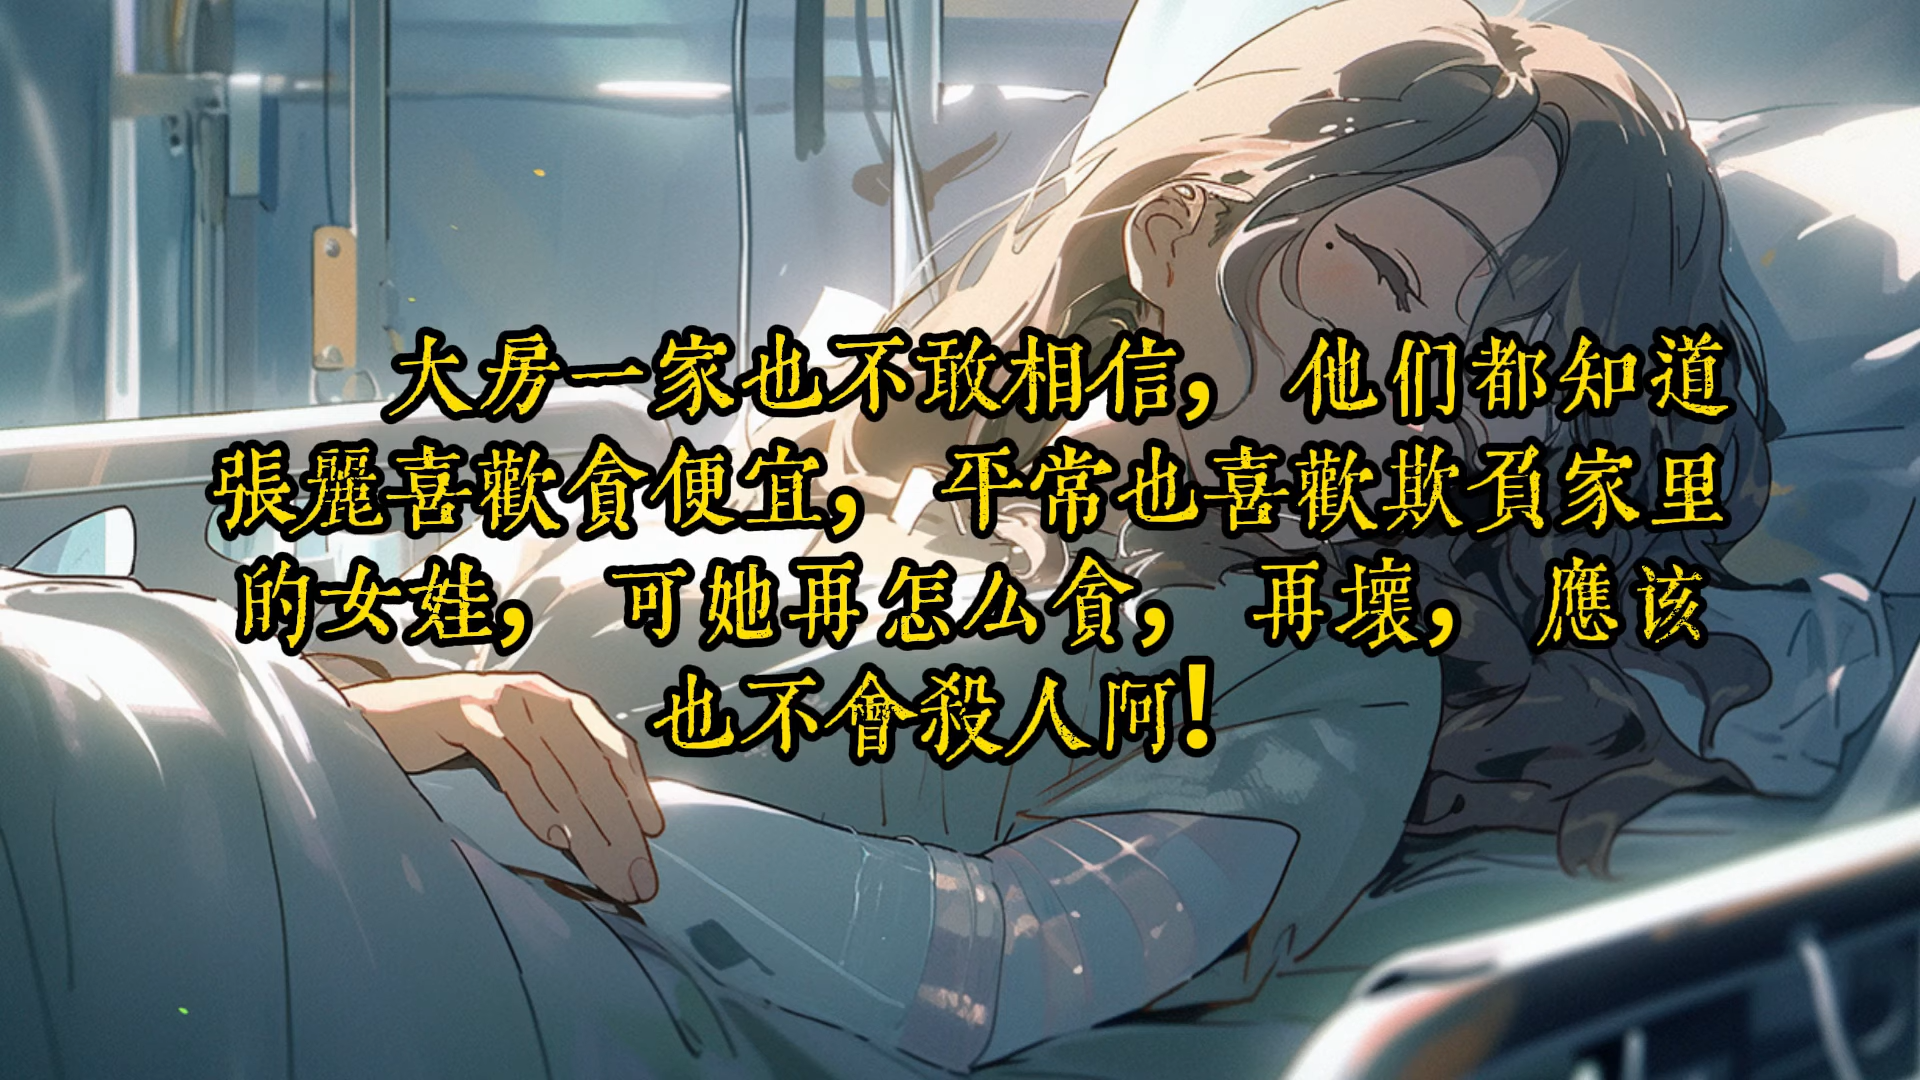 大房一家也不敢相信，他们都知道
張麗喜歡貪便宜，平常也喜歡欺負家里
的女娃，可她再怎么貪，再壞，應该
也不會殺人阿！